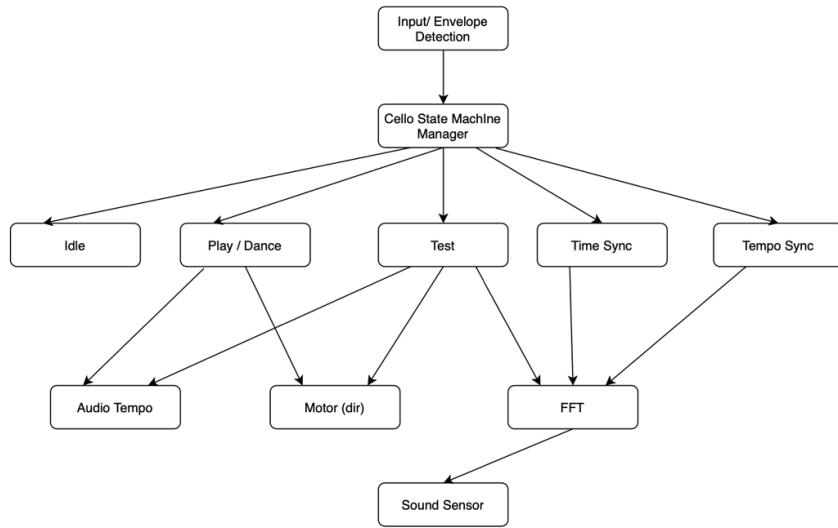 Input/ Envelope
Detection
Cello State MachIne
Manager
Idle
Play / Dance
Test
Time Sync
Tempo Sync
Audio Tempo
Motor (dir)
FFT
Sound Sensor